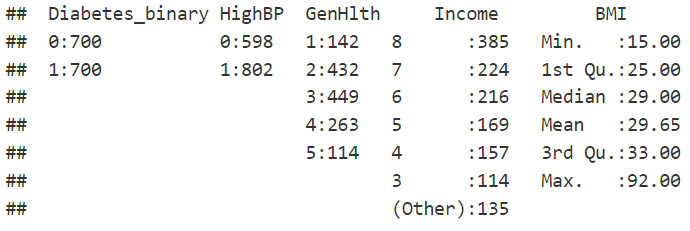 ##  Diabetes_binary HighBP  GenHlth     Income         BMI
##  0:700           0:598   1:142   8      :385   Min.   :15.00
##  1:700           1:802   2:432   7      :224   1st Qu.:25.00
##                          3:449   6      :216   Median :29.00
##                          4:263   5      :169   Mean   :29.65
##                          5:114   4      :157   3rd Qu.:33.00
##                                  3      :114   Max.   :92.00
##                                  (Other):135